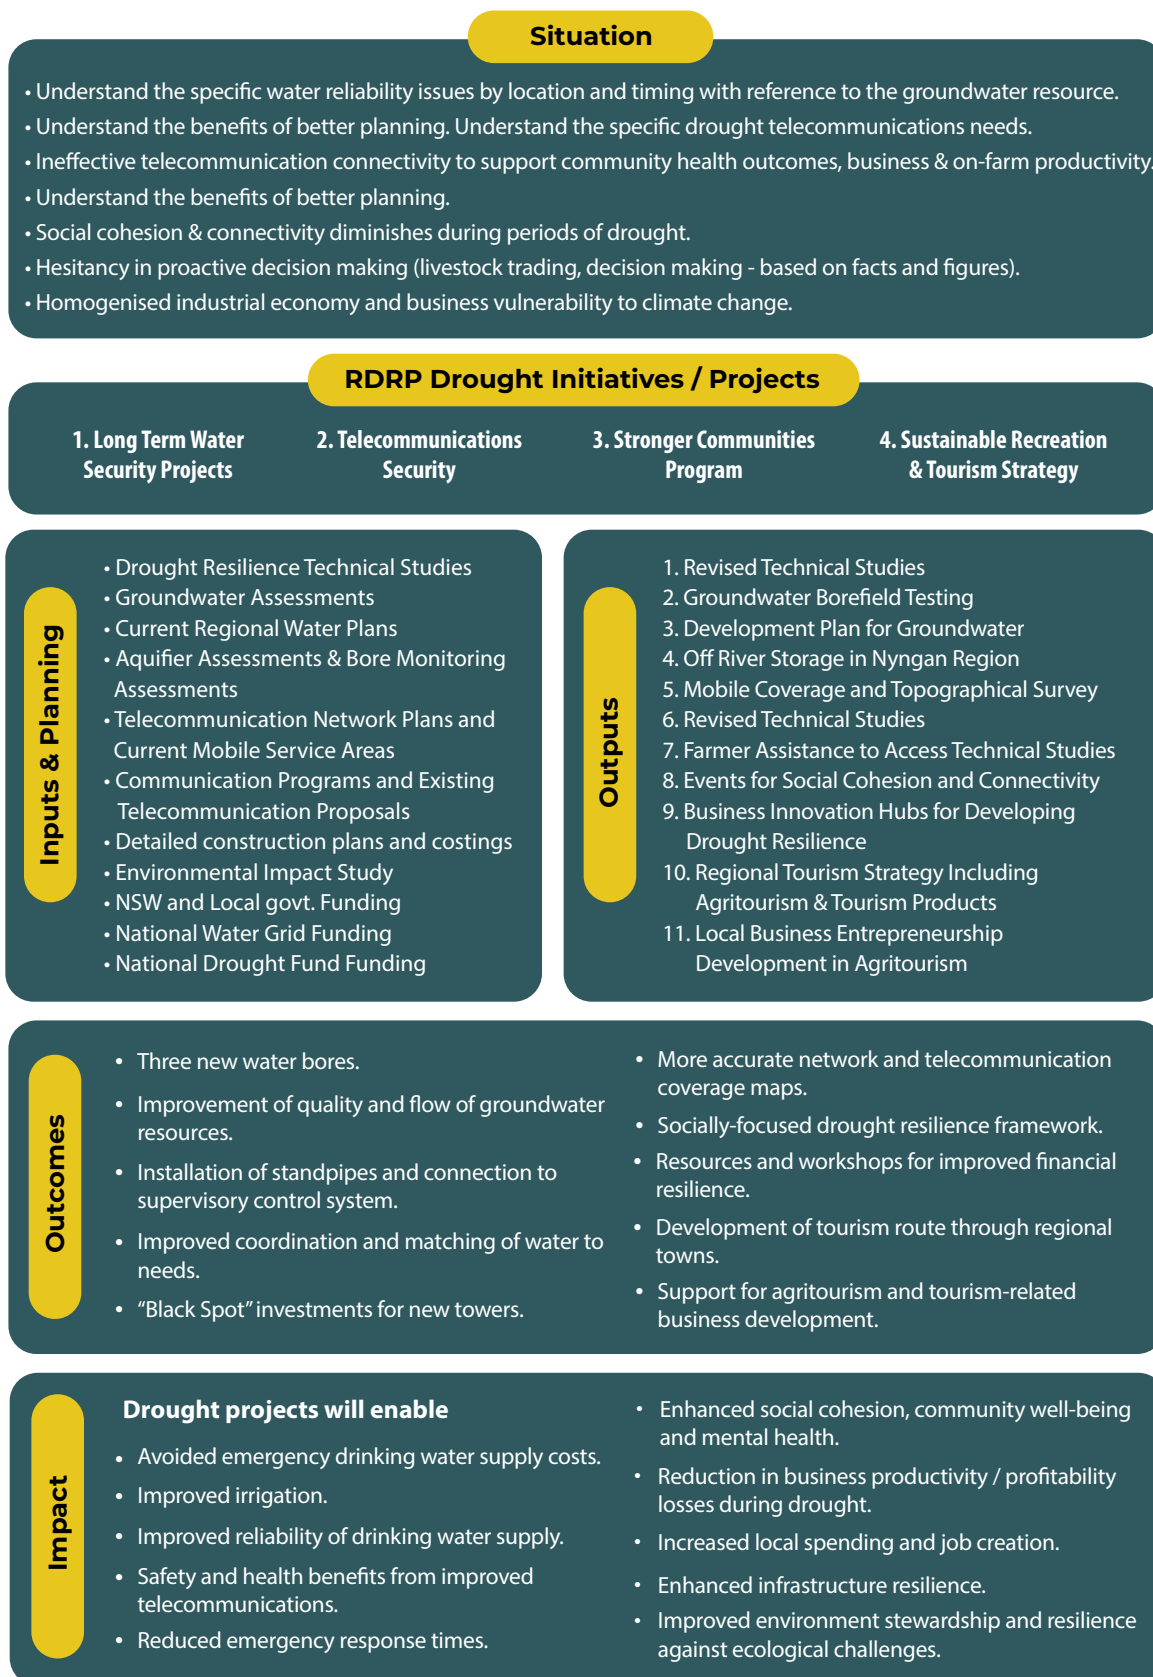 Situation
• Understand the specific water reliability issues by location and timing with reference to the groundwater resource.
• Understand the benefits of better planning. Understand the specific drought telecommunications needs.
• Ineffective telecommunication connectivity to support community health outcomes, business & on-farm productivity.
• Understand the benefits of better planning.
• Social cohesion & connectivity diminishes during periods of drought.
• Hesitancy in proactive decision making (livestock trading, decision making - based on facts and figures).
• Homogenised industrial economy and business vulnerability to climate change.
RDRP Drought Initiatives / Projects
1. Long Term Water
Security Projects
2. Telecommunications
Security
3. Stronger Communities
Program
4. Sustainable Recreation
& Tourism Strategy
Inputs & Planning
• Drought Resilience Technical Studies
• Groundwater Assessments
• Current Regional Water Plans
• Aquifier Assessments & Bore Monitoring
Assessments
• Telecommunication Network Plans and
Current Mobile Service Areas
• Communication Programs and Existing
Telecommunication Proposals
• Detailed construction plans and costings
• Environmental Impact Study
• NSW and Local govt. Funding
• National Water Grid Funding
• National Drought Fund Funding
Outputs
1. Revised Technical Studies
2. Groundwater Borefield Testing
3. Development Plan for Groundwater
4. Off River Storage in Nyngan Region
5. Mobile Coverage and Topographical Survey
6. Revised Technical Studies
7. Farmer Assistance to Access Technical Studies
8. Events for Social Cohesion and Connectivity
9. Business Innovation Hubs for Developing
Drought Resilience
10. Regional Tourism Strategy Including
Agritourism & Tourism Products
11. Local Business Entrepreneurship
Development in Agritourism
Outcomes
• Three new water bores.
• Improvement of quality and flow of groundwater
resources.
• Installation of standpipes and connection to
supervisory control system.
• Improved coordination and matching of water to
needs.
• “Black Spot” investments for new towers.
• More accurate network and telecommunication
coverage maps.
• Socially-focused drought resilience framework.
• Resources and workshops for improved financial
resilience.
• Development of tourism route through regional
towns.
• Support for agritourism and tourism-related
business development.
Impact
Drought projects will enable
• Avoided emergency drinking water supply costs.
• Improved irrigation.
• Improved reliability of drinking water supply.
• Safety and health benefits from improved
telecommunications.
• Reduced emergency response times.
• Enhanced social cohesion, community well-being
and mental health.
• Reduction in business productivity / profitability
losses during drought.
• Increased local spending and job creation.
• Enhanced infrastructure resilience.
• Improved environment stewardship and resilience
against ecological challenges.